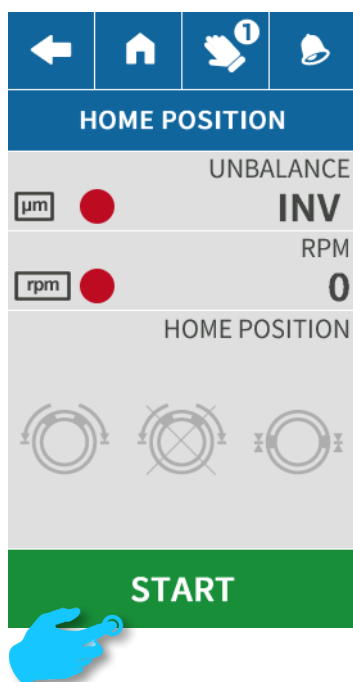 1
HOME POSITION
UNBALANCE
µm
INV
RPM
rpm
0
HOME POSITION
START